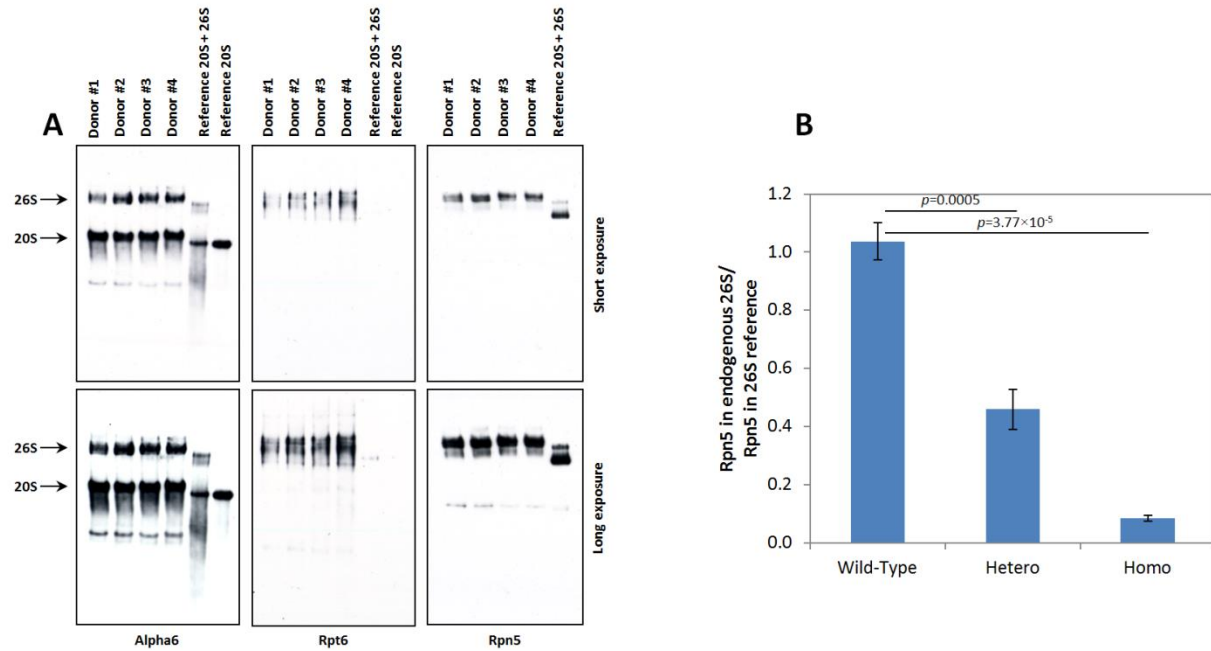 A
Donor #1
Donor #2
Donor #3
Donor #4
Reference 20S + 26S
Reference 20S
Donor #1
Donor #2
Donor #3
Donor #4
Reference 20S + 26S
Reference 20S
Donor #1
Donor #2
Donor #3
Donor #4
Reference 20S + 26S
26S
20S
Short exposure
26S
20S
Long exposure
Alpha6
Rpt6
Rpn5
B
Rpn5 in endogenous 26S/
Rpn5 in 26S reference
1.2
1.0
0.8
0.6
0.4
0.2
0.0
p=0.0005
p=3.77×10⁻⁵
Wild-Type
Hetero
Homo